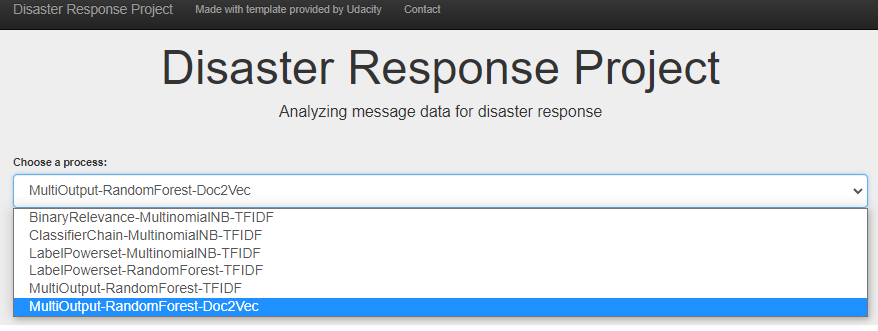 Disaster Response Project Made with template provided by Udacity Contact
Disaster Response Project
Analyzing message data for disaster response
Choose a process:
MultiOutput-RandomForest-Doc2Vec
BinaryRelevance-MultinomialNB-TFIDF
ClassifierChain-MultinomialNB-TFIDF
LabelPowerset-MultinomialNB-TFIDF
LabelPowerset-RandomForest-TFIDF
MultiOutput-RandomForest-TFIDF
MultiOutput-RandomForest-Doc2Vec